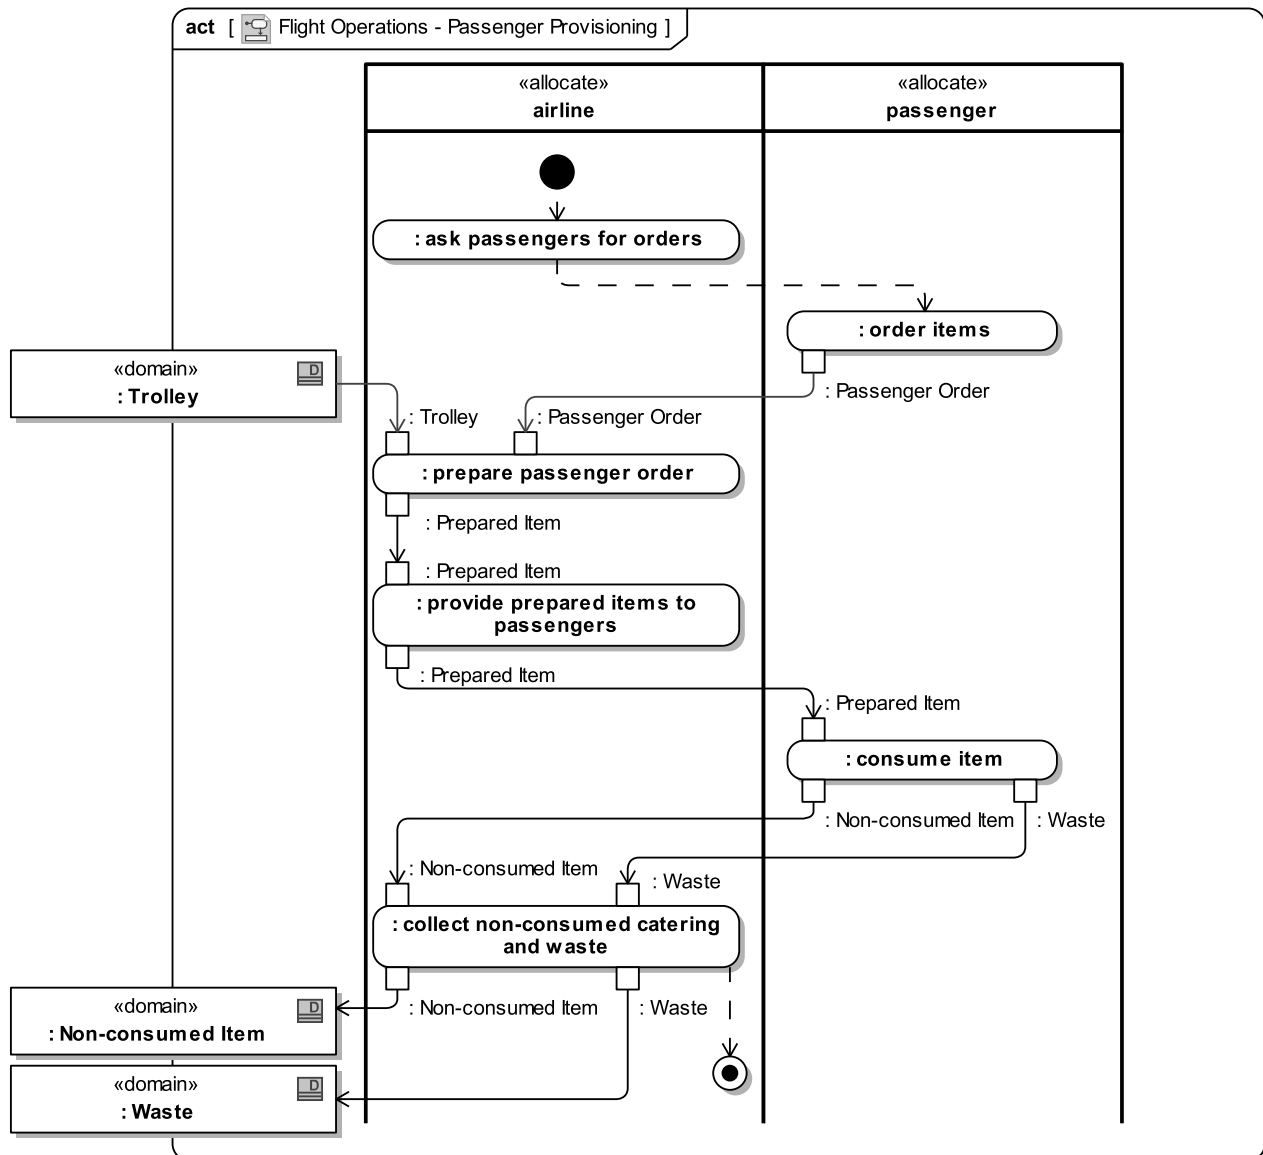 act [ Flight Operations - Passenger Provisioning ]
«allocate»
airline
«allocate»
passenger
: ask passengers for orders
: order items
: Passenger Order
«domain»
D
: Trolley
: Trolley
: Passenger Order
: prepare passenger order
: Prepared Item
: Prepared Item
: provide prepared items to
passengers
: Prepared Item
: Prepared Item
: consume item
: Non-consumed Item
: Waste
: Non-consumed Item
: Waste
: collect non-consumed catering
and waste
: Non-consumed Item
: Waste
«domain»
D
: Non-consumed Item
«domain»
D
: Waste